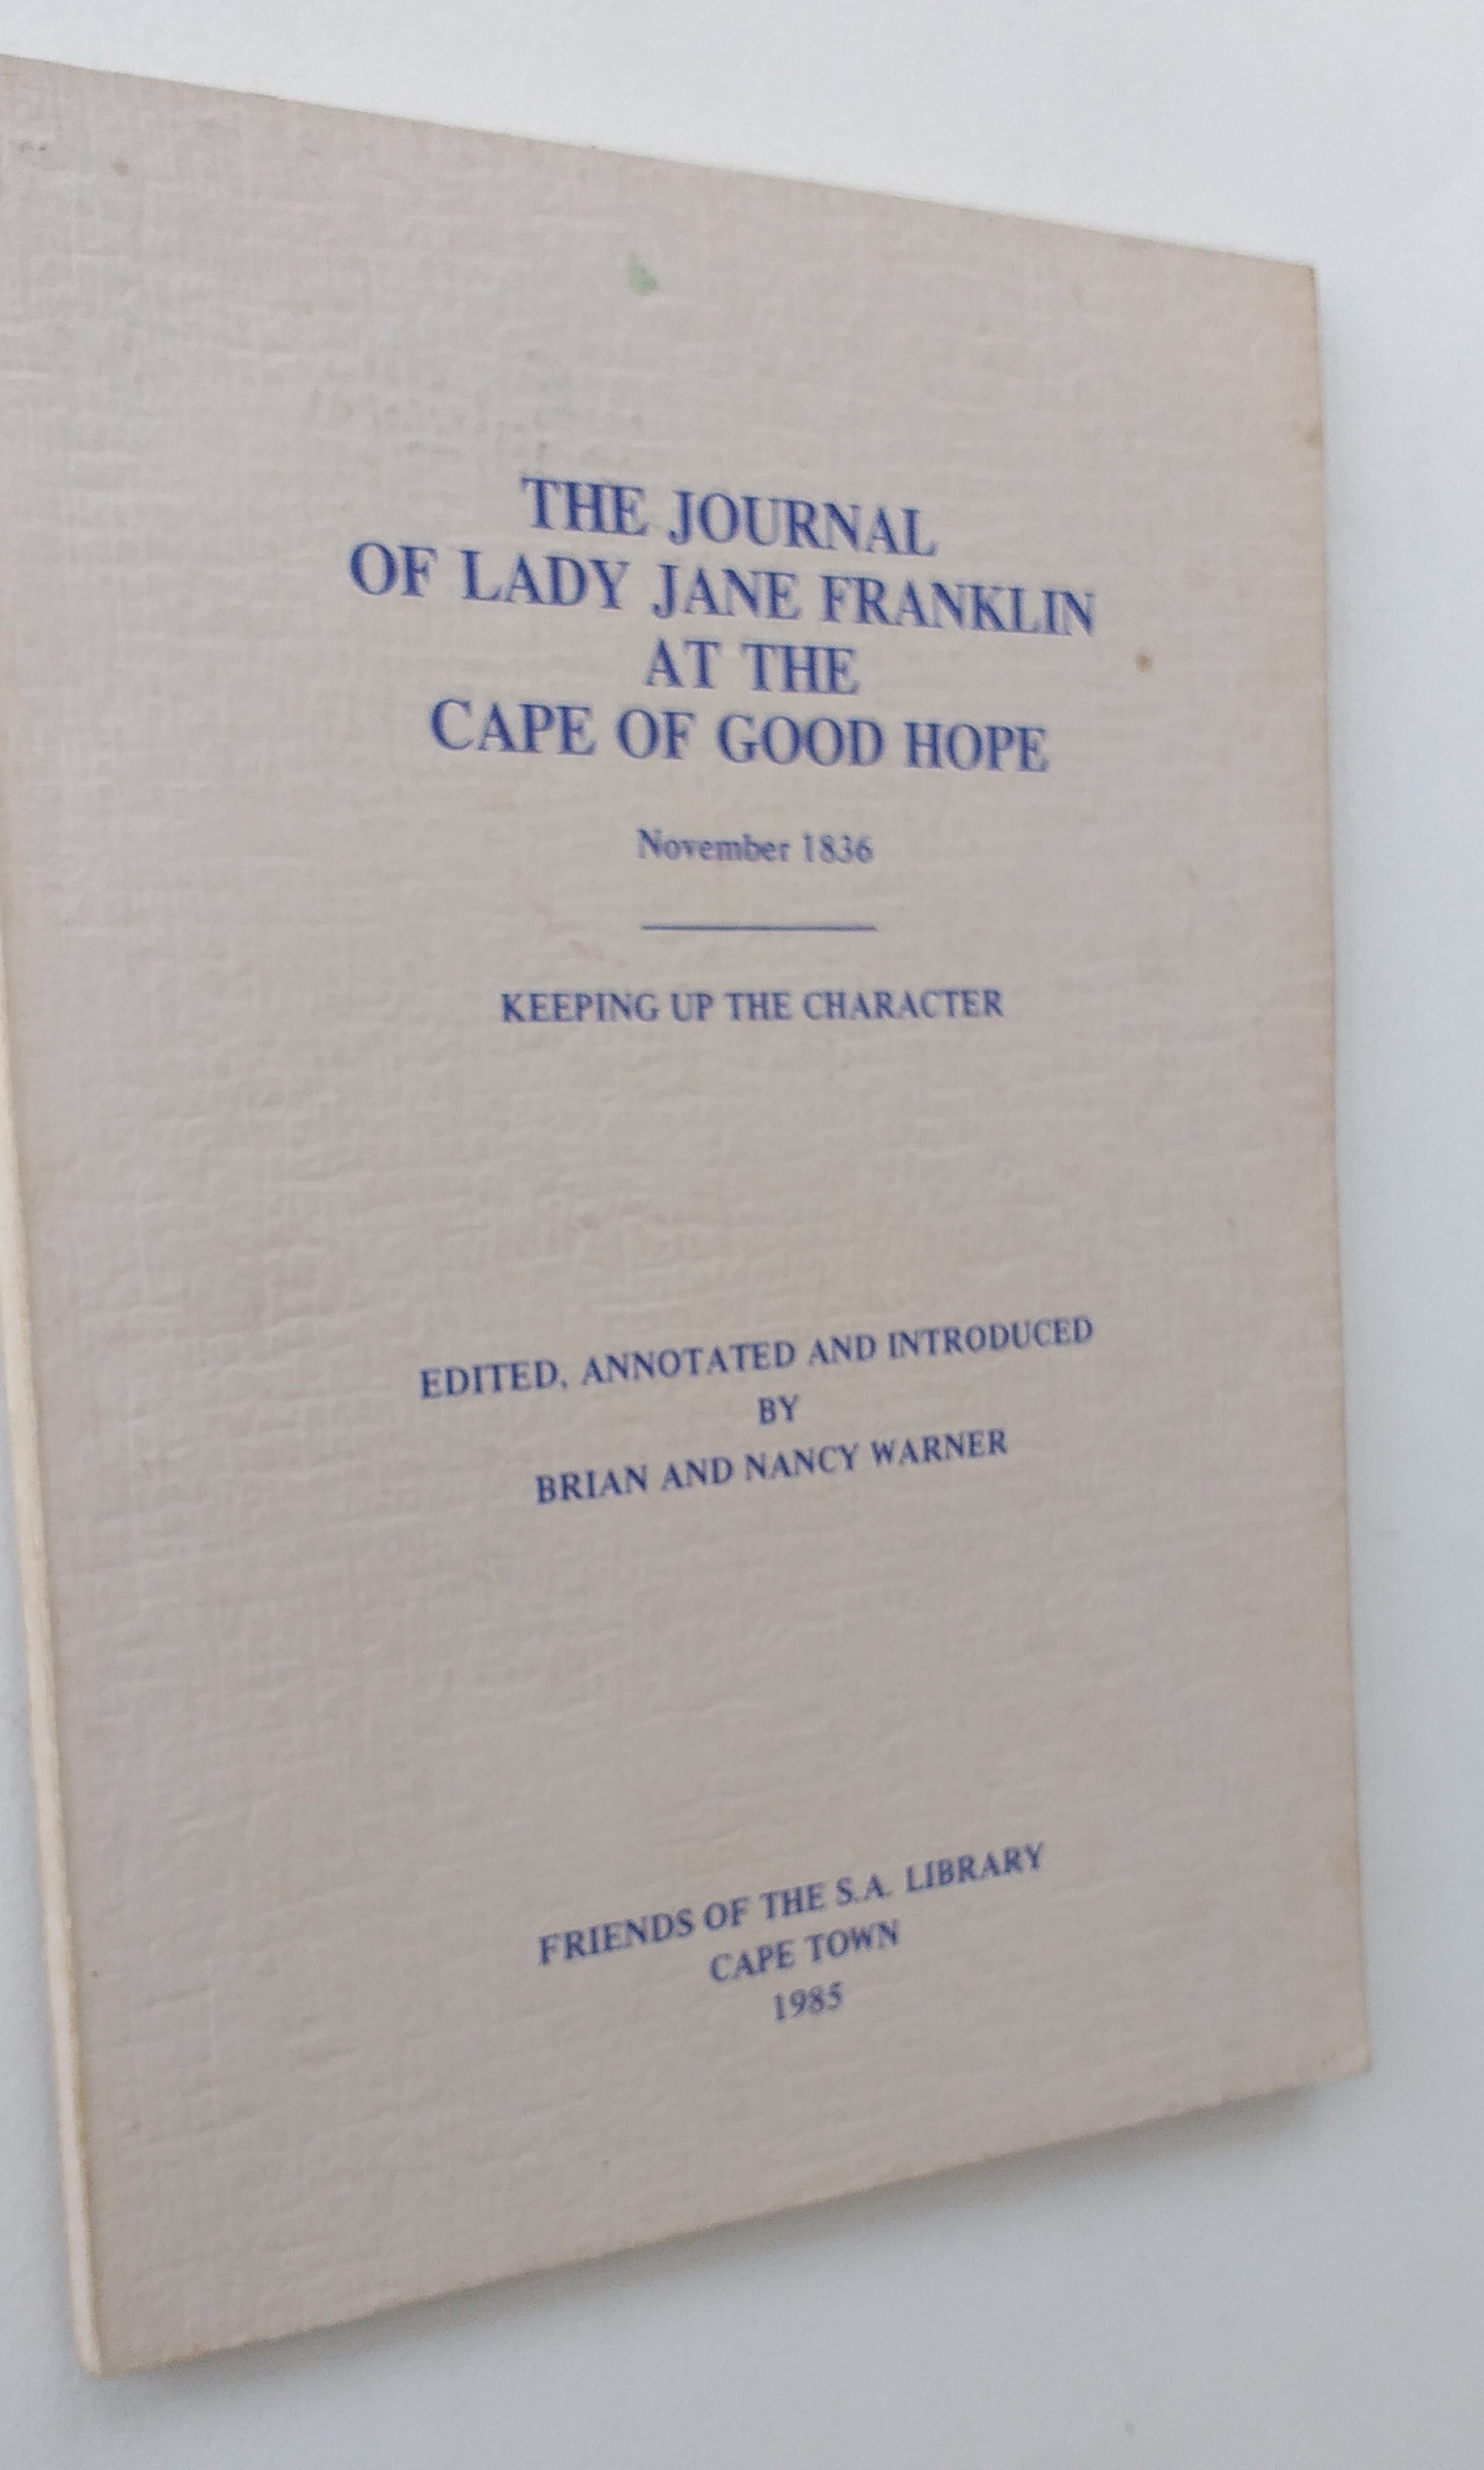 THE JOURNAL
OF LADY JANE FRANKLIN
AT THE
CAPE OF GOOD HOPE
November 1836
KEEPING UP THE CHARACTER
EDITED, ANNOTATED AND INTRODUCED
BY
BRIAN AND NANCY WARNER
FRIENDS OF THE S.A. LIBRARY
CAPE TOWN
1985